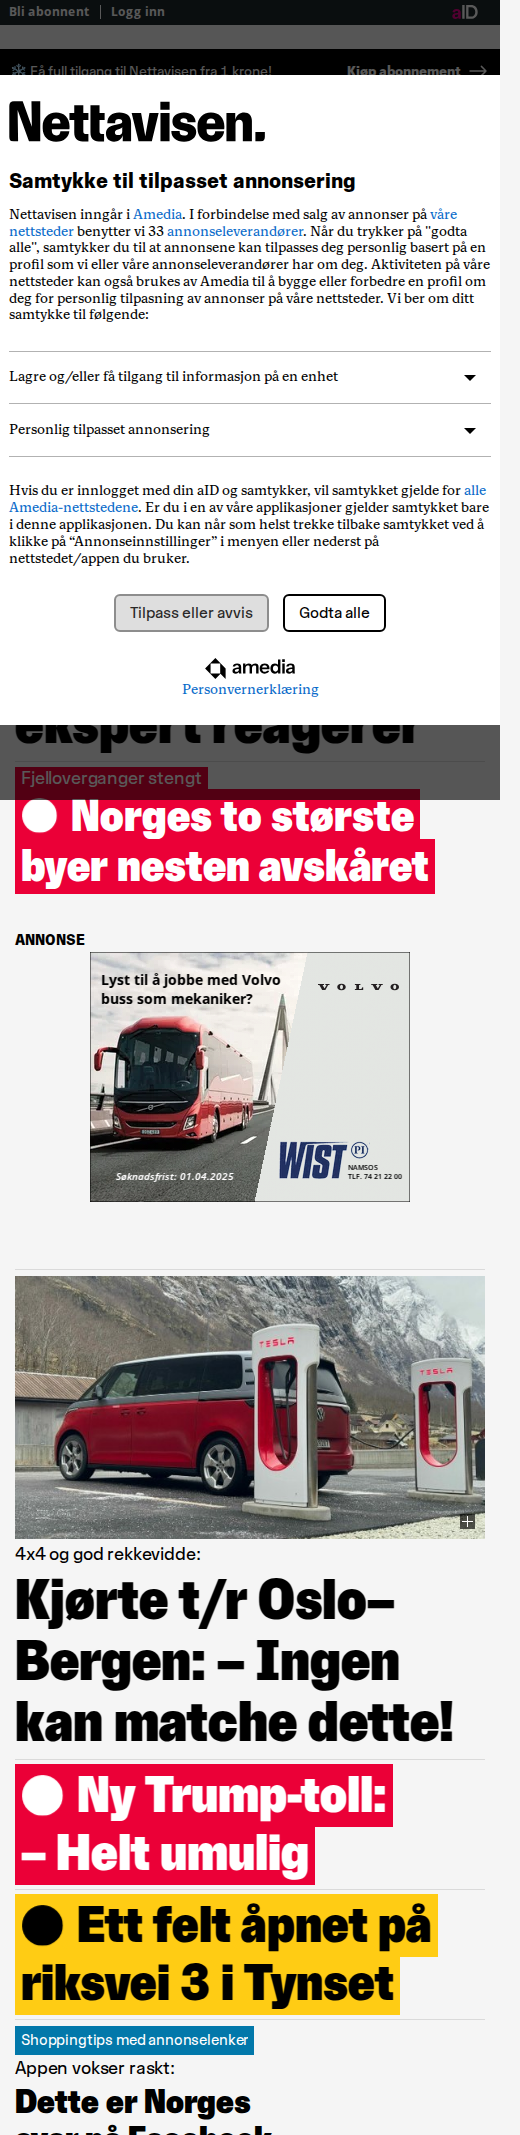 Bli abonnent | Logg inn
aID
Få full tilgang til Nettavisen fra 1 krone!
Kjøp abonnement
Nettavisen.
Samtykke til tilpasset annonsering
Nettavisen inngår i Amedia. I forbindelse med salg av annonser på våre
nettsteder benytter vi 33 annonseleverandører. Når du trykker på "godta
alle", samtykker du til at annonsene kan tilpasses deg personlig basert på en
profil som vi eller våre annonseleverandører har om deg. Aktiviteten på våre
nettsteder kan også brukes av Amedia til å bygge eller forbedre en profil om
deg for personlig tilpasning av annonser på våre nettsteder. Vi ber om ditt
samtykke til følgende:
Lagre og/eller få tilgang til informasjon på en enhet
Personlig tilpasset annonsering
Hvis du er innlogget med din aID og samtykker, vil samtykket gjelde for alle
Amedia-nettstedene. Er du i en av våre applikasjoner gjelder samtykket bare
i denne applikasjonen. Du kan når som helst trekke tilbake samtykket ved å
klikke på “Annonseinnstillinger” i menyen eller nederst på
nettstedet/appen du bruker.
Tilpass eller avvis
Godta alle
amedia
Personvernerklæring
ekspert reagerer
Fjelloverganger stengt
Norges to største
byer nesten avskåret
ANNONSE
Lyst til å jobbe med Volvo
buss som mekaniker?
VOLVO
WIST
PI
NAMSOS
TLF. 74 21 22 00
Søknadsfrist: 01.04.2025
TESLA
TESLA
4x4 og god rekkevidde:
Kjørte t/r Oslo–
Bergen: – Ingen
kan matche dette!
Ny Trump-toll:
– Helt umulig
Ett felt åpnet på
riksvei 3 i Tynset
Shoppingtips med annonselenker
Appen vokser raskt:
Dette er Norges
svar på Facebook